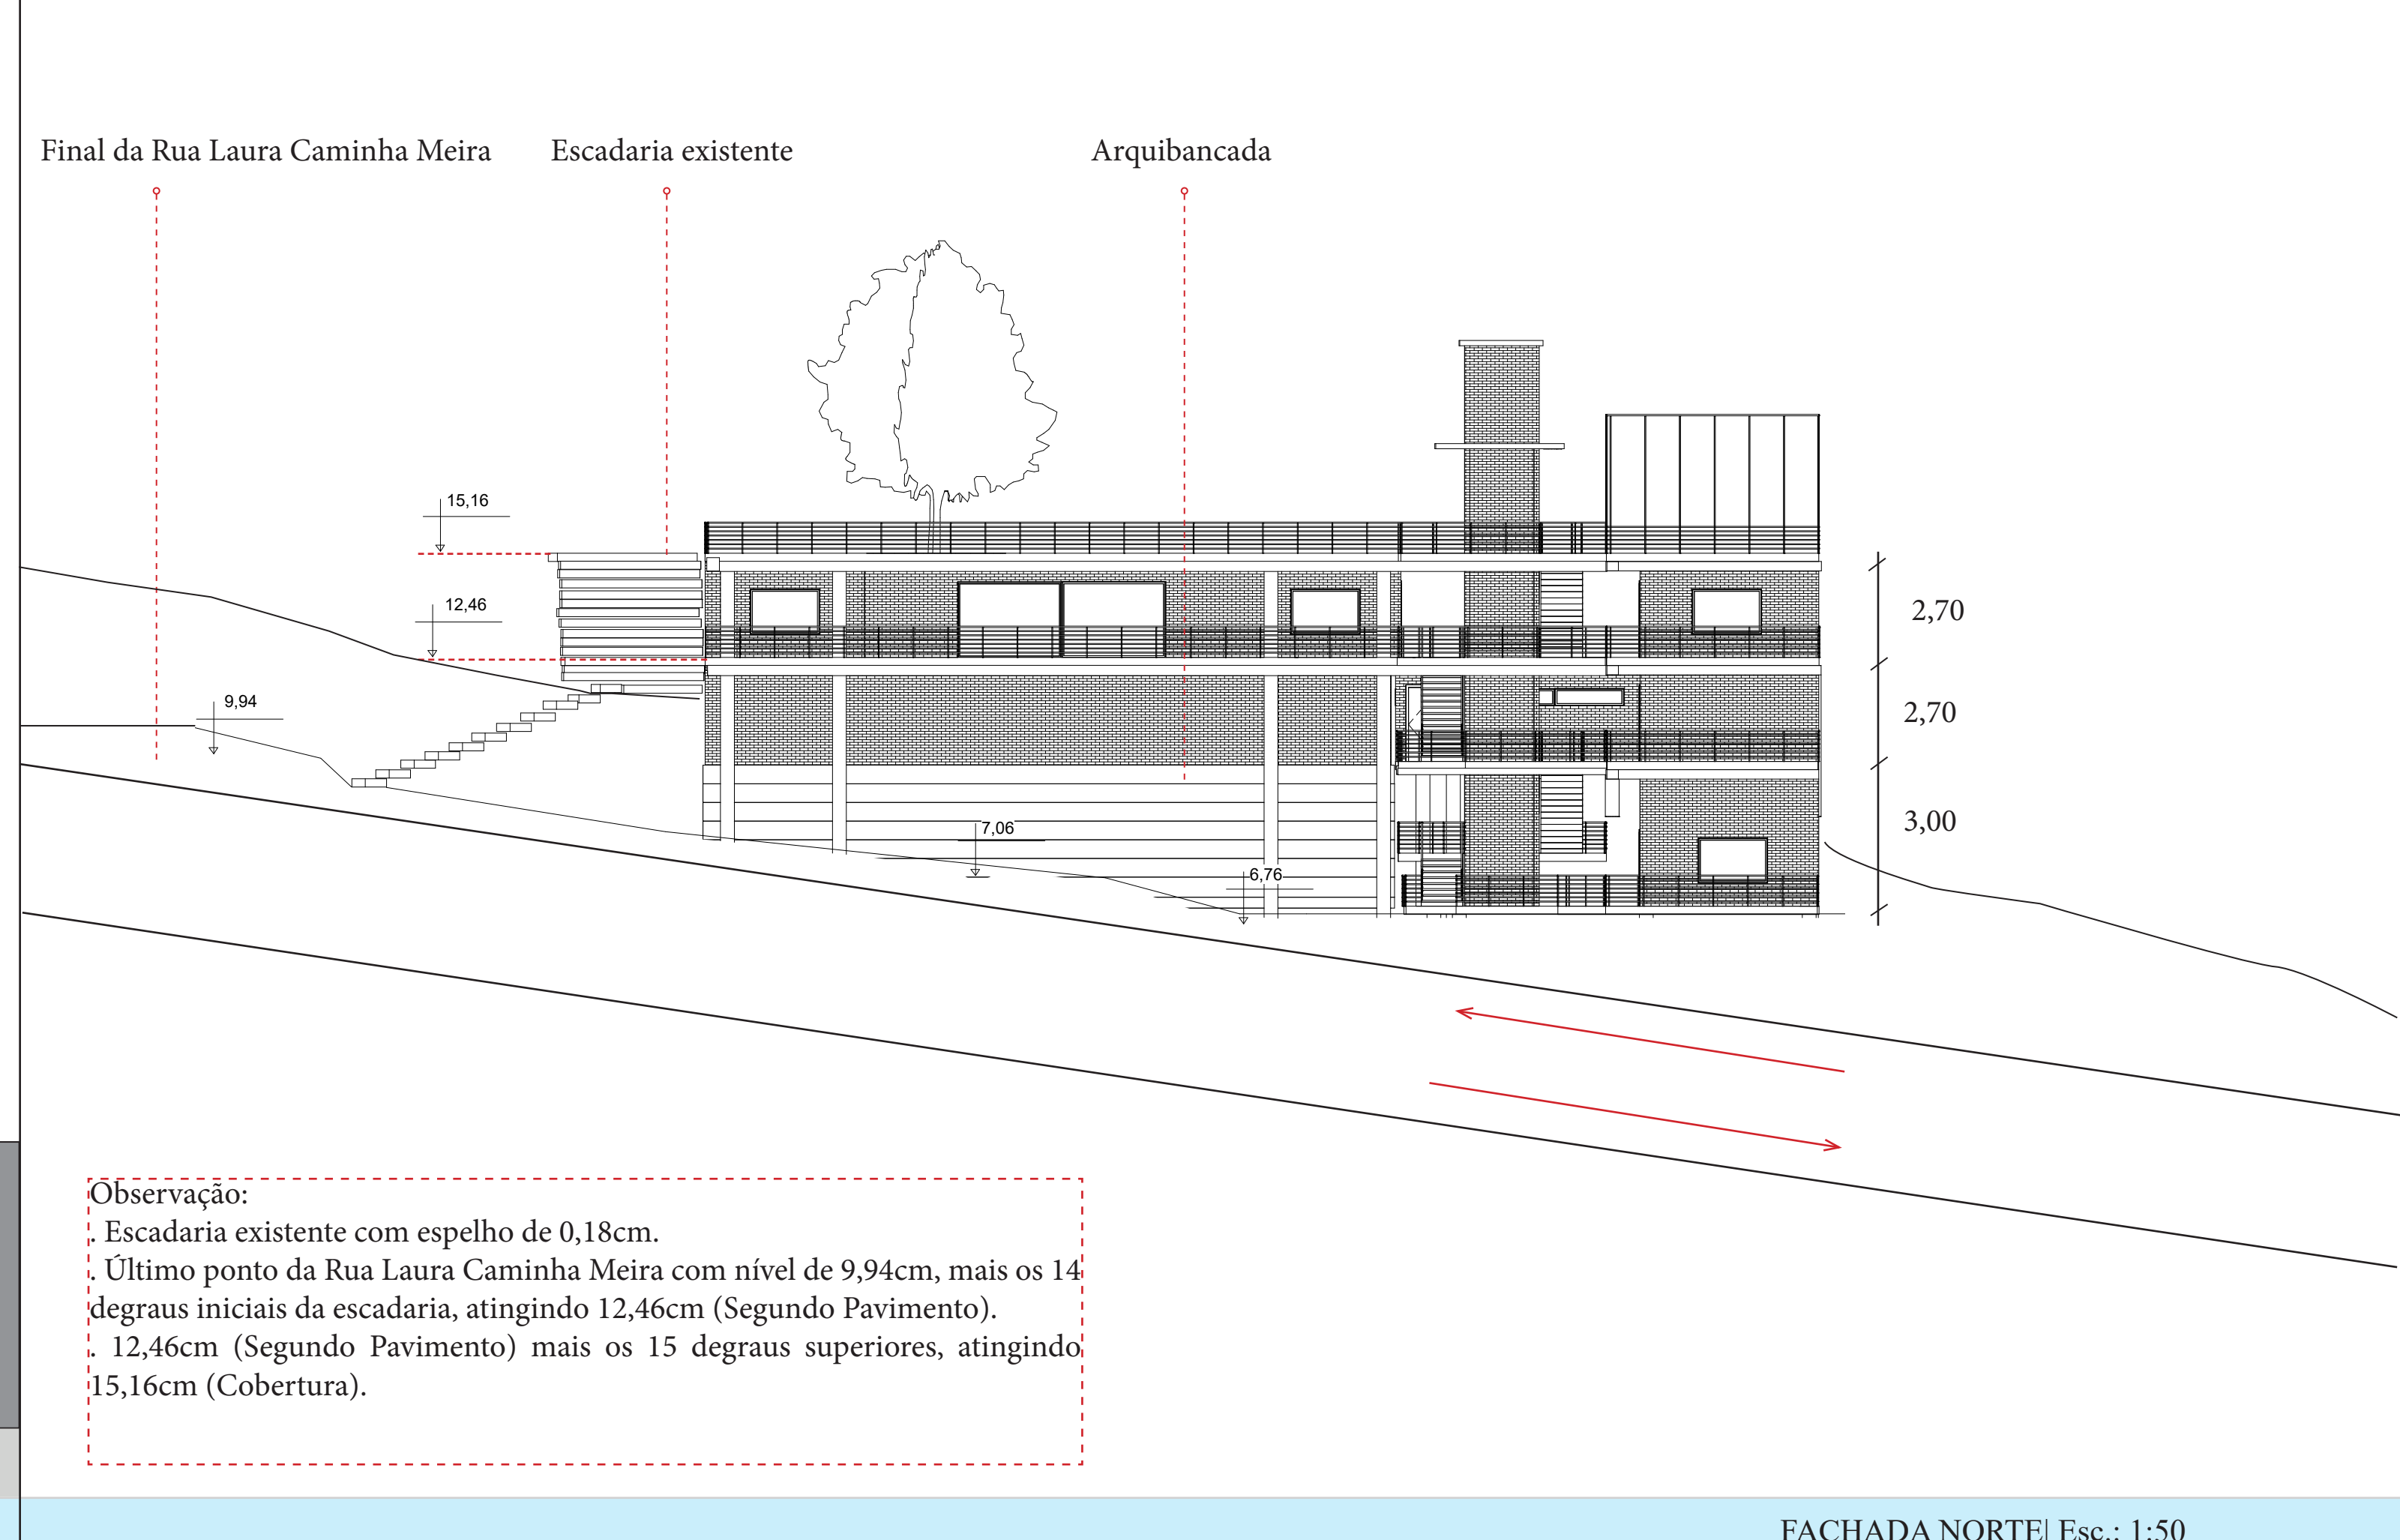 Final da Rua Laura Caminha Meira
Escadaria existente
Arquibancada
15,16
12,46
9,94
7,06
6,76
2,70
2,70
3,00
Observação:
. Escadaria existente com espelho de 0,18cm.
. Último ponto da Rua Laura Caminha Meira com nível de 9,94cm, mais os 14
degraus iniciais da escadaria, atingindo 12,46cm (Segundo Pavimento).
. 12,46cm (Segundo Pavimento) mais os 15 degraus superiores, atingindo
15,16cm (Cobertura).
FACHADA NORTE| Esc.: 1:50